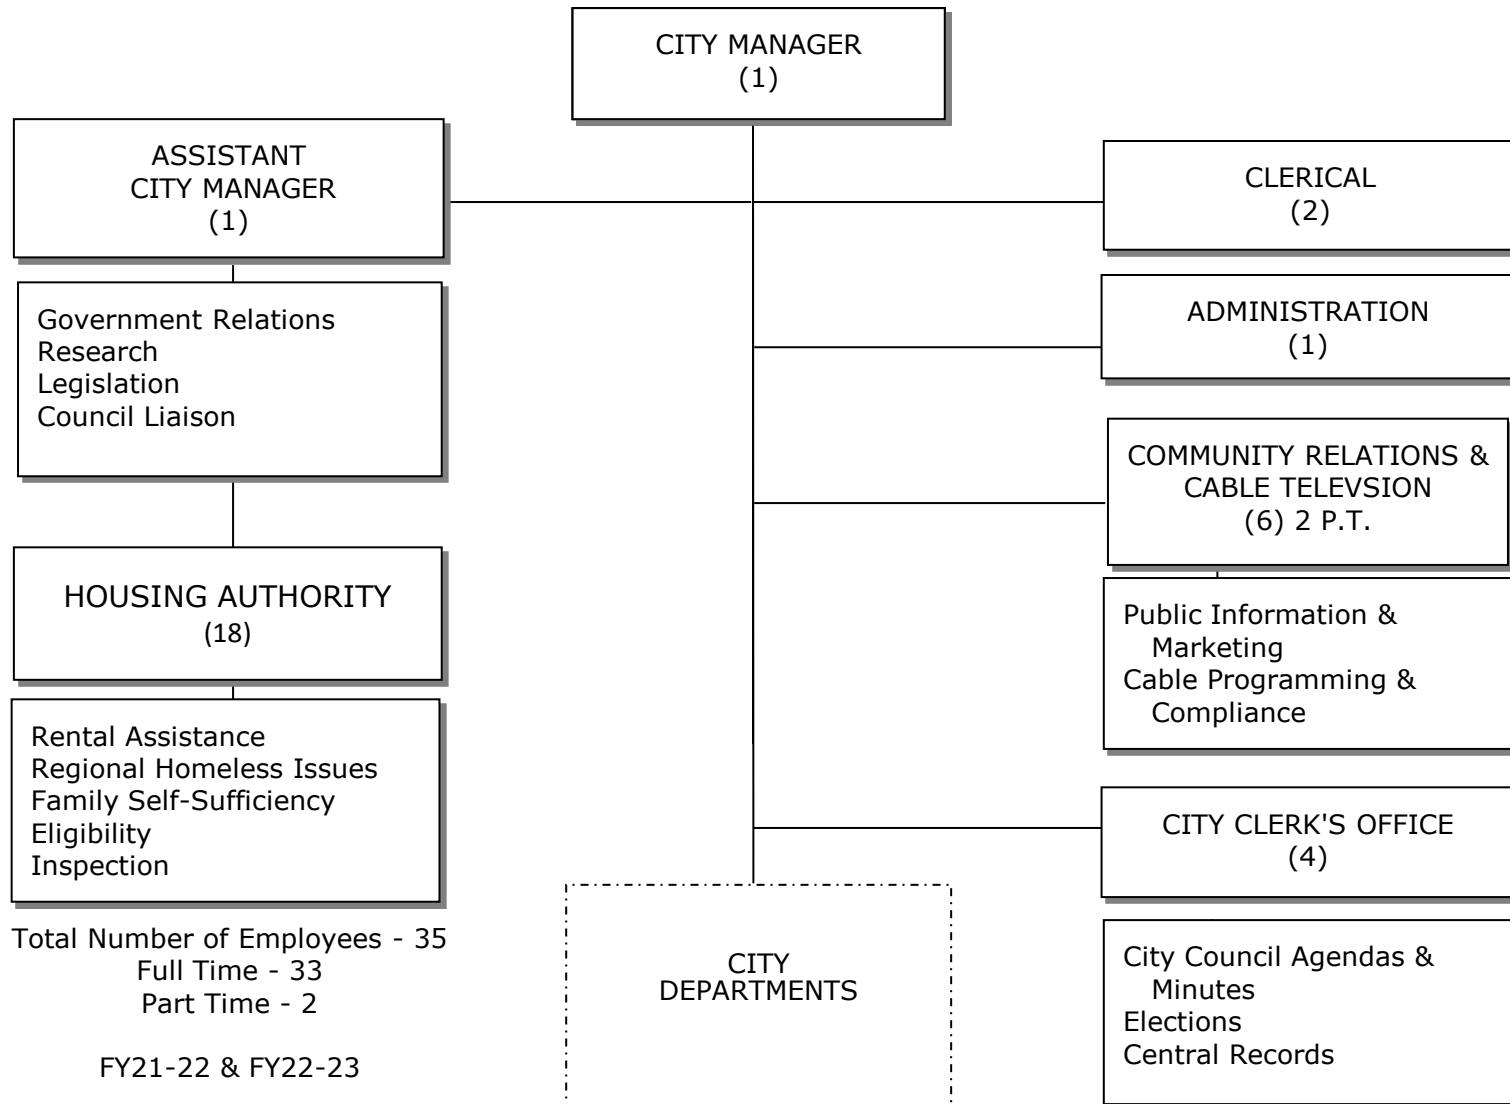 CITY MANAGER
(1)
ASSISTANT
CITY MANAGER
(1)
Government Relations
Research
Legislation
Council Liaison
HOUSING AUTHORITY
(18)
Rental Assistance
Regional Homeless Issues
Family Self-Sufficiency
Eligibility
Inspection
Total Number of Employees - 35
Full Time - 33
Part Time - 2
FY21-22 & FY22-23
CITY
DEPARTMENTS
CLERICAL
(2)
ADMINISTRATION
(1)
COMMUNITY RELATIONS &
CABLE TELEVSION
(6) 2 P.T.
Public Information &
Marketing
Cable Programming &
Compliance
CITY CLERK'S OFFICE
(4)
City Council Agendas &
Minutes
Elections
Central Records